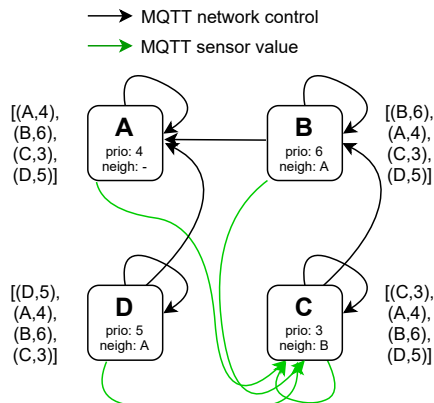 MQTT network control
MQTT sensor value
[(A,4),
(B,6),
(C,3),
(D,5)]
A
prio: 4
neigh: -
B
prio: 6
neigh: A
[(B,6),
(A,4),
(C,3),
(D,5)]
[(D,5),
(A,4),
(B,6),
(C,3)]
D
prio: 5
neigh: A
C
prio: 3
neigh: B
[(C,3),
(A,4),
(B,6),
(D,5)]